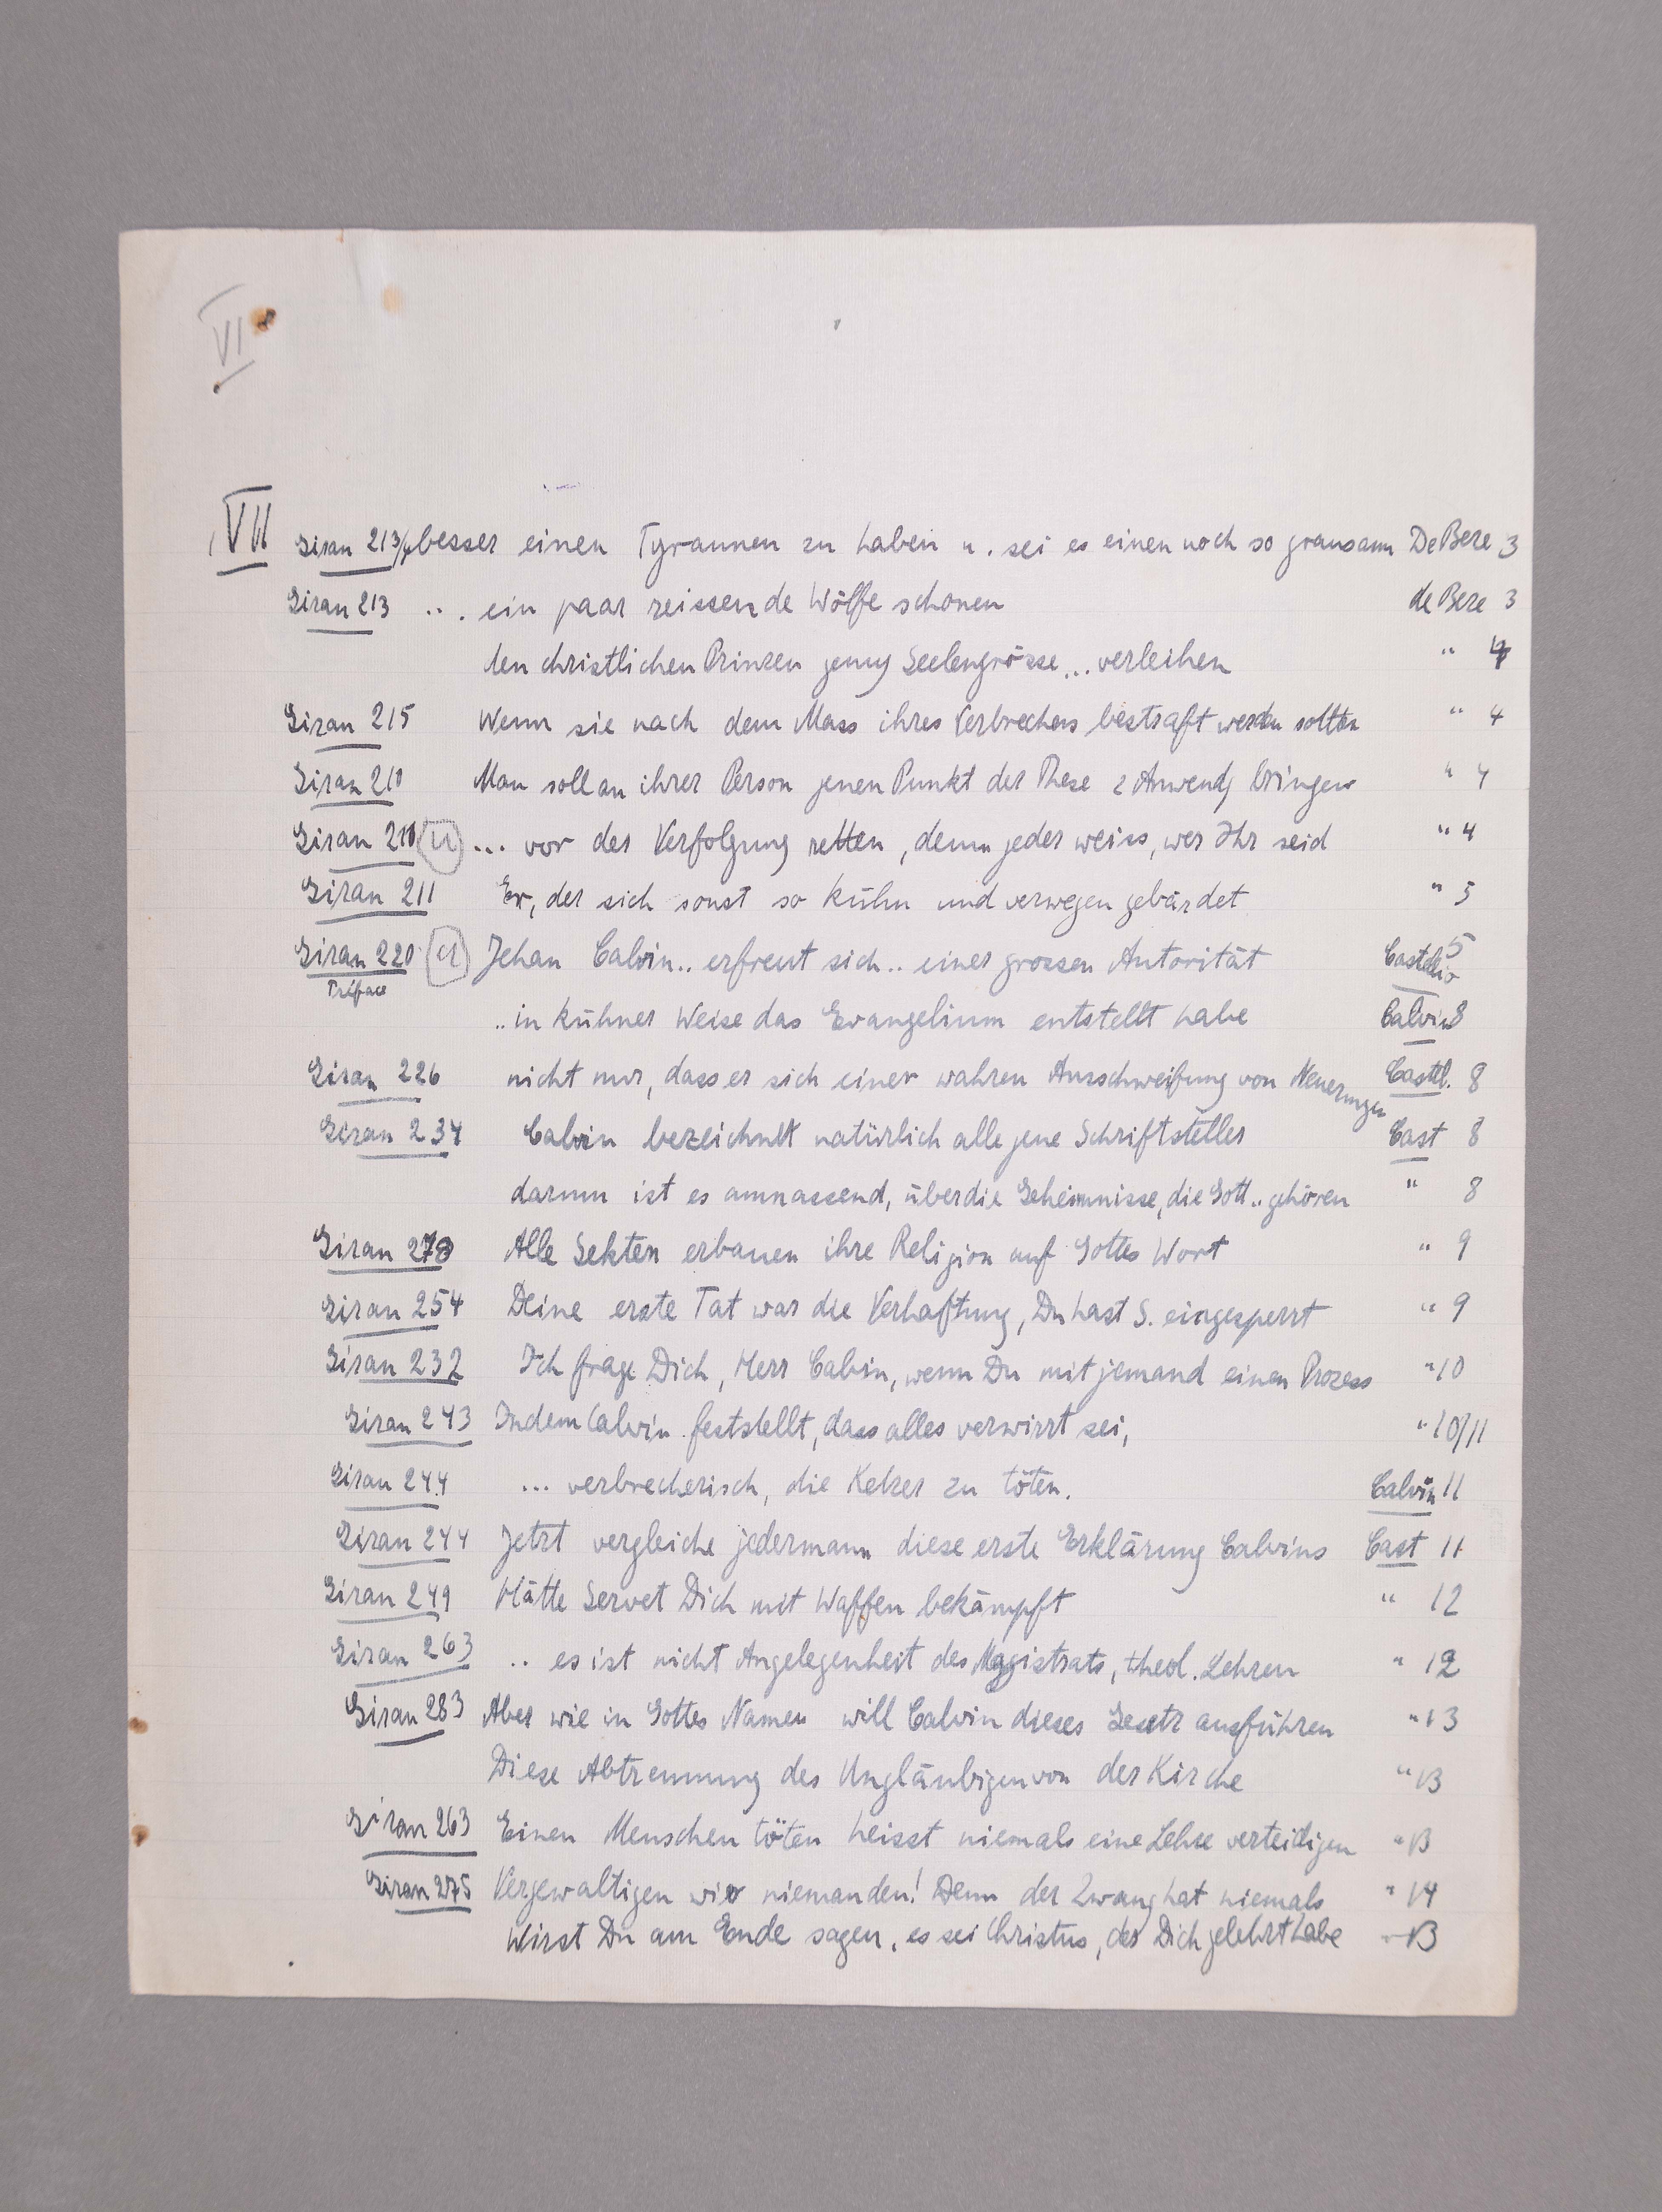 VI
VII Giran 213/4 besser einen Tyrannen zu haben u. sei es einen noch so grausam De Beze 3
Giran 213 ... ein paar reissende Wölfe schonen de Beze 3
den christlichen Prinzen genug Seelengrösse ... verleihen " 4
Giran 215 Wenn sie nach dem Mass ihres Verbrechens bestraft werden sollten " 4
Giran 210 Man soll an ihrer Person jenen Punkt der These z Anwendg bringen " 4
Giran 210 ... vor der Verfolgung retten, denn jeder weiss, wer Ihr seid " 4
Giran 211 Er, der sich sonst so kühn und verwegen gebärdet " 5
Giran 220 Jehan Calvin .. erfreut sich .. einer grossen Autorität Castellio 5
Préface
.. in kühner Weise das Evangelium entstellt habe Calvin 8
Giran 226 nicht nur, dass er sich einer wahren Ausschweifung von Neuerungen Castell. 8
Giran 234 Calvin bezeichnet natürlich alle jene Schriftsteller Cast 8
darum ist es anmassend, über die Geheimnisse, die Gott .. gehören " 8
Giran 278 Alle Sekten erbauen ihre Religion auf Gottes Wort " 9
Giran 254 Deine erste Tat war die Verhaftung, Du hast S. eingesperrt " 9
Giran 232 Ich frage Dich, Herr Calvin, wenn Du mit jemand einen Prozess " 10
Giran 243 Indem Calvin feststellt, dass alles verwirrt sei, " 10/11
Giran 244 ... verbrecherisch, die Ketzer zu töten. Calvin 11
Giran 244 Jetzt vergleiche jedermann diese erste Erklärung Calvins Cast 11
Giran 249 Hätte Servet Dich mit Waffen bekämpft " 12
Giran 263 .. es ist nicht Angelegenheit des Magistrats, theol. Lehren " 12
Giran 283 Aber wie in Gottes Namen will Calvin dieses Gesetz ausführen " 13
Diese Abtrennung des Ungläubigen von der Kirche " 13
Giran 263 Einen Menschen töten heisst niemals eine Lehre verteidigen " 13
Giran 275 Vergewaltigen wir niemanden! Denn der Zwang hat niemals " 14
Wirst Du am Ende sagen, es sei Christus, der Dich gelehrt habe " 13